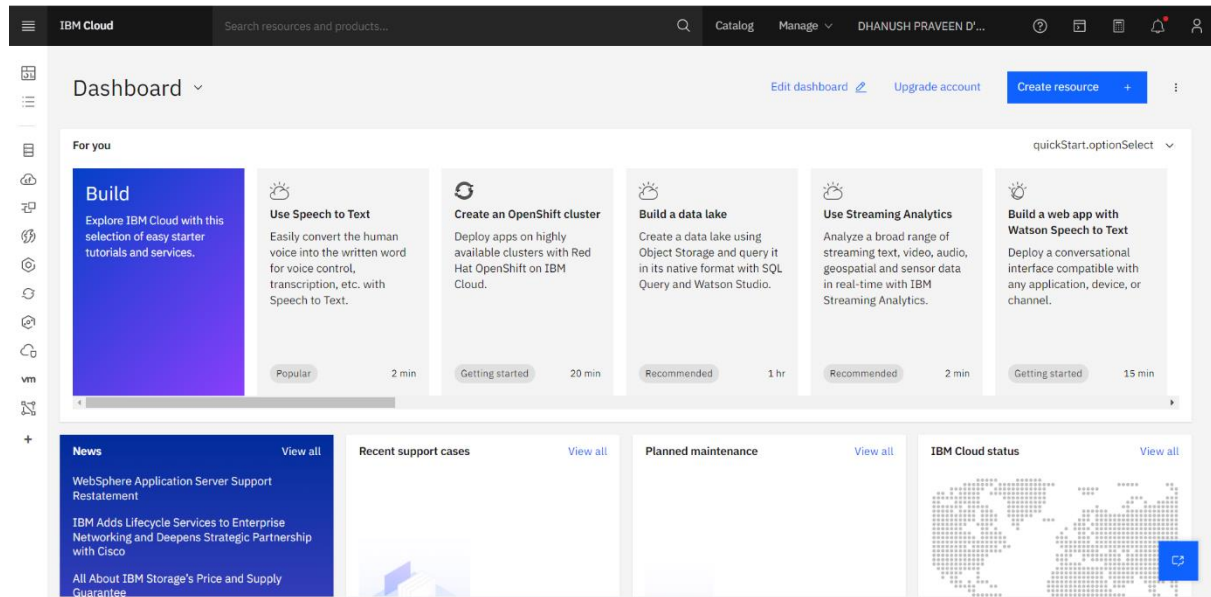 IBM Cloud
Search resources and products...
Catalog
Manage
DHANUSH PRAVEEN D'...
Dashboard
Edit dashboard
Upgrade account
Create resource +
For you
quickStart.optionSelect
Build
Explore IBM Cloud with this
selection of easy starter
tutorials and services.
Use Speech to Text
Easily convert the human
voice into the written word
for voice control,
transcription, etc. with
Speech to Text.
Popular
2 min
Create an OpenShift cluster
Deploy apps on highly
available clusters with Red
Hat OpenShift on IBM
Cloud.
Getting started
20 min
Build a data lake
Create a data lake using
Object Storage and query it
in its native format with SQL
Query and Watson Studio.
Recommended
1 hr
Use Streaming Analytics
Analyze a broad range of
streaming text, video, audio,
geospatial and sensor data
in real-time with IBM
Streaming Analytics.
Recommended
2 min
Build a web app with
Watson Speech to Text
Deploy a conversational
interface compatible with
any application, device, or
channel.
Getting started
15 min
vm
+
News
View all
WebSphere Application Server Support
Restatement
IBM Adds Lifecycle Services to Enterprise
Networking and Deepens Strategic Partnership
with Cisco
All About IBM Storage's Price and Supply
Guarantee
Recent support cases
View all
Planned maintenance
View all
IBM Cloud status
View all